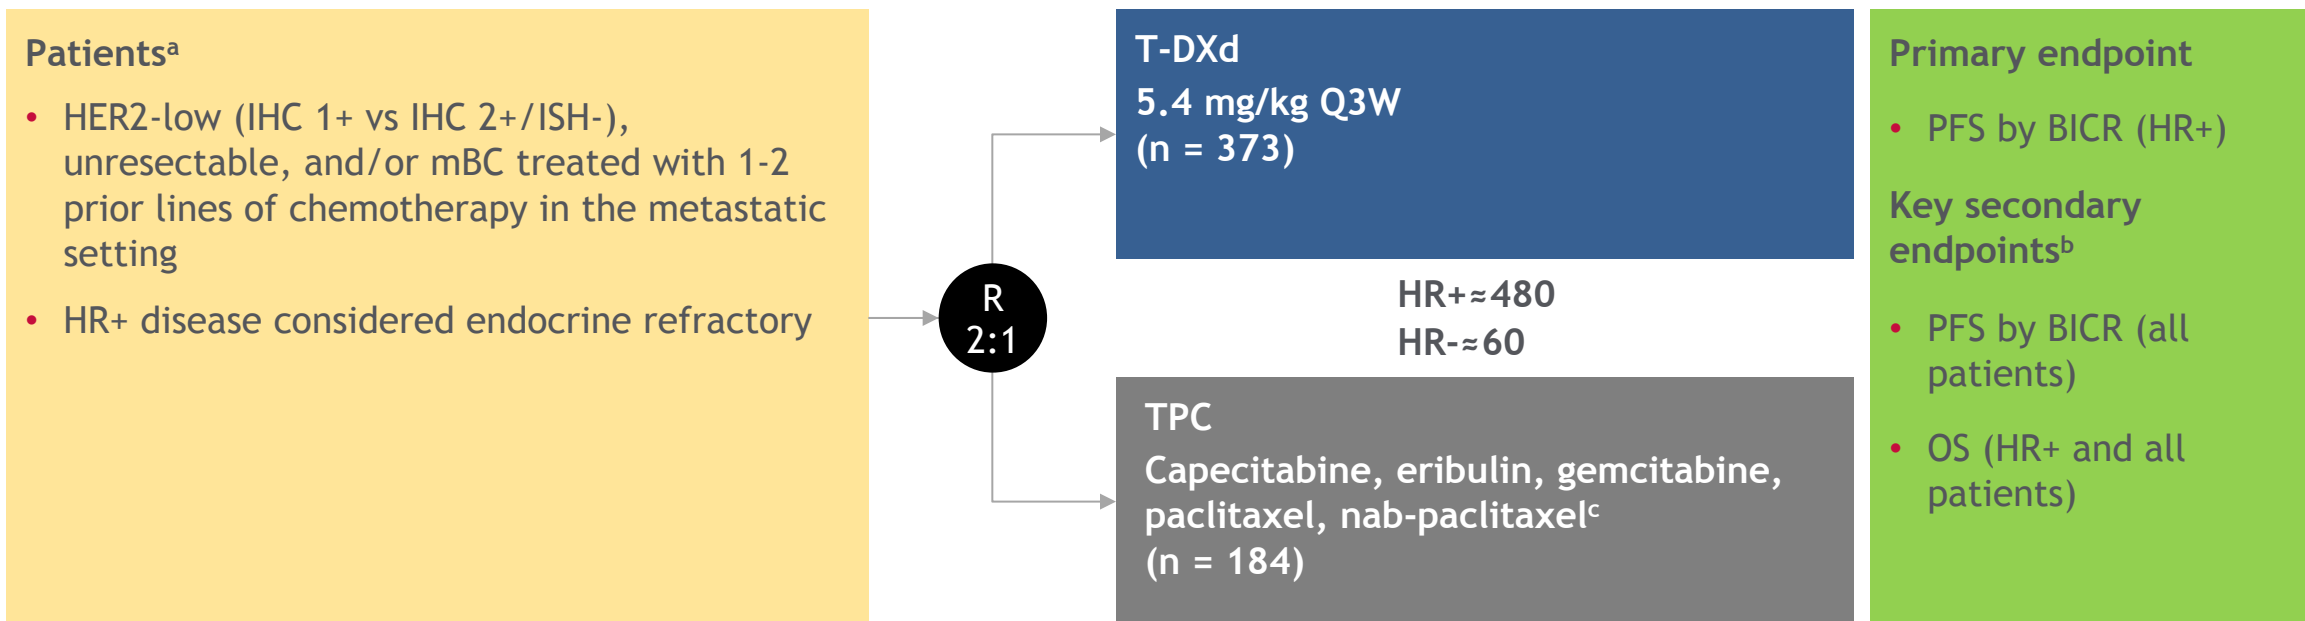 Patientsᵃ
• HER2-low (IHC 1+ vs IHC 2+/ISH-),
unresectable, and/or mBC treated with 1-2
prior lines of chemotherapy in the metastatic
setting
• HR+ disease considered endocrine refractory
R
2:1
T-DXd
5.4 mg/kg Q3W
(n = 373)
HR+≈480
HR-≈60
TPC
Capecitabine, eribulin, gemcitabine,
paclitaxel, nab-paclitaxelᶜ
(n = 184)
Primary endpoint
• PFS by BICR (HR+)
Key secondary
endpointsᵇ
• PFS by BICR (all
patients)
• OS (HR+ and all
patients)